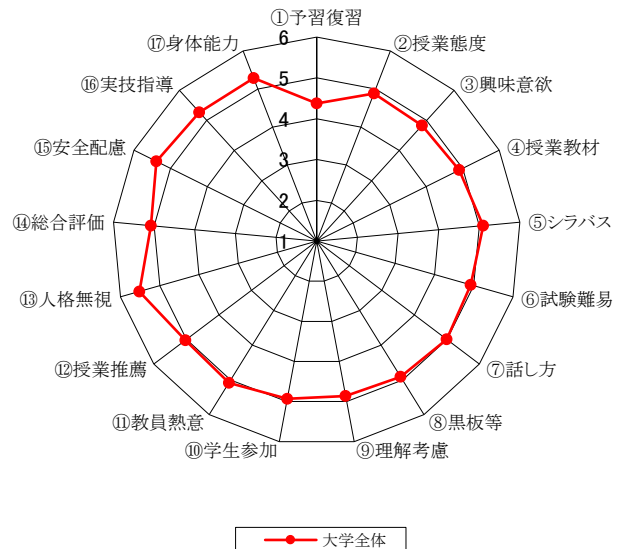 ①予習復習
②授業態度
③興味意欲
④授業教材
⑤シラバス
⑥試験難易
⑦話し方
⑧黒板等
⑨理解考慮
⑩学生参加
⑪教員熱意
⑫授業推薦
⑬人格無視
⑭総合評価
⑮安全配慮
⑯実技指導
⑰身体能力
6
5
4
3
2
1
大学全体